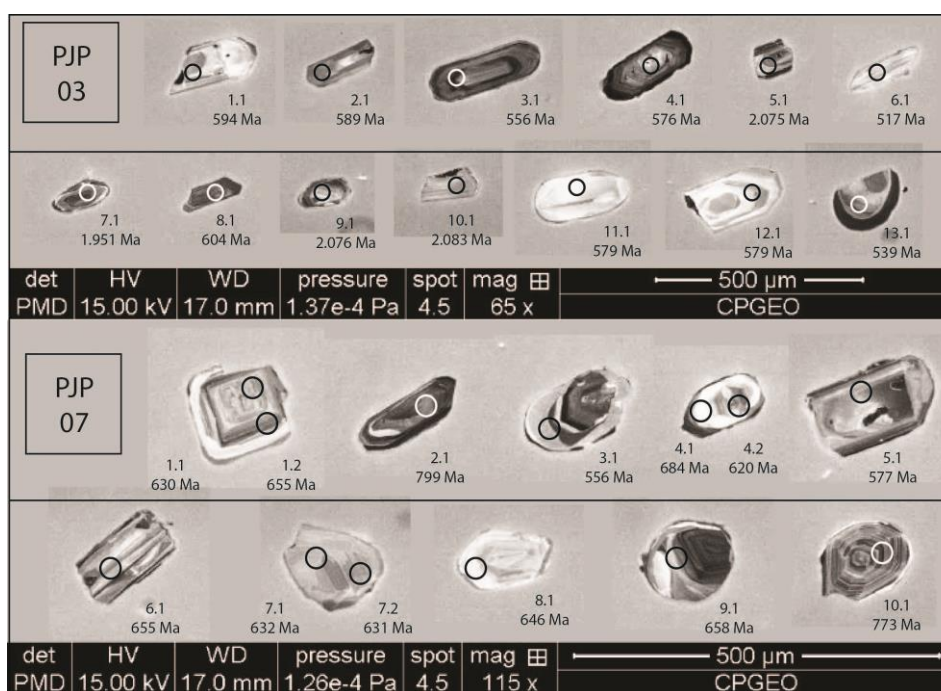 PJP
03
1.1
594 Ma
2.1
589 Ma
3.1
556 Ma
4.1
576 Ma
5.1
2.075 Ma
6.1
517 Ma
7.1
1.951 Ma
8.1
604 Ma
9.1
2.076 Ma
10.1
2.083 Ma
11.1
579 Ma
12.1
579 Ma
13.1
539 Ma
det HV WD pressure spot mag 500 µm
PMD 15.00 kV 17.0 mm 1.37e-4 Pa 4.5 65 x CPGEO
PJP
07
1.1
630 Ma
1.2
655 Ma
2.1
799 Ma
3.1
556 Ma
4.1
684 Ma
4.2
620 Ma
5.1
577 Ma
6.1
655 Ma
7.1
632 Ma
7.2
631 Ma
8.1
646 Ma
9.1
658 Ma
10.1
773 Ma
det HV WD pressure spot mag 500 µm
PMD 15.00 kV 17.0 mm 1.26e-4 Pa 4.5 115 x CPGEO